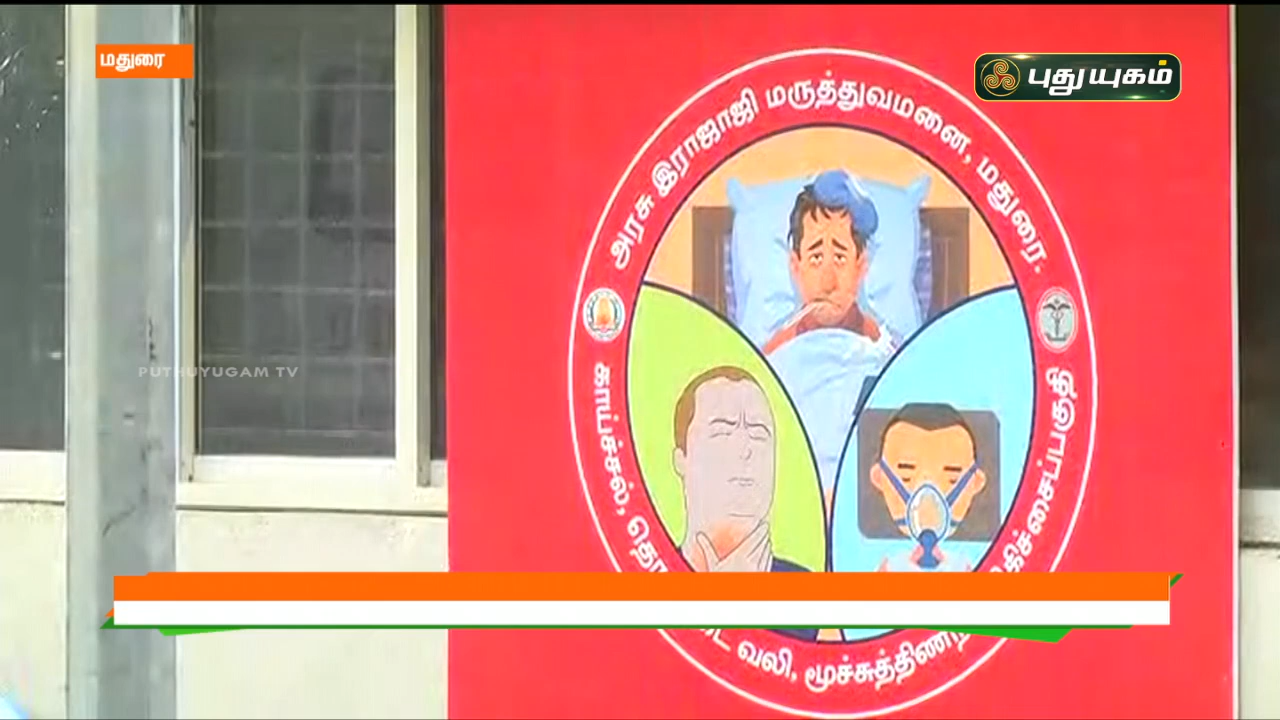 மதுரை
புதுயுகம்
அரசு இராஜாஜி மருத்துவமனை, மதுரை.
PUTHUYUGAM TV
காய்ச்சல்,
வலி,